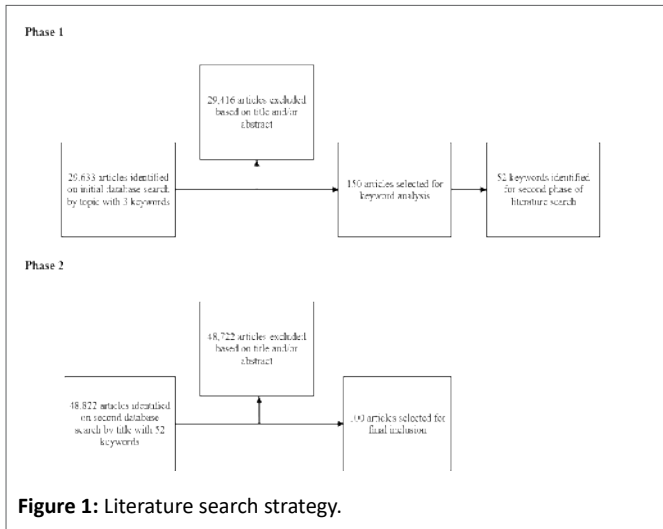 Phase 1
29,416 articles excluded
based on title and/or
abstract
29,633 articles identified
on initial database search
by topic with 3 keywords
150 articles selected for
keyword analysis
52 keywords identified
for second phase of
literature search
Phase 2
48,722 articles excluded
based on title and/or
abstract
48,822 articles identified
on second database
search by title with 52
keywords
100 articles selected for
final inclusion
Figure 1: Literature search strategy.